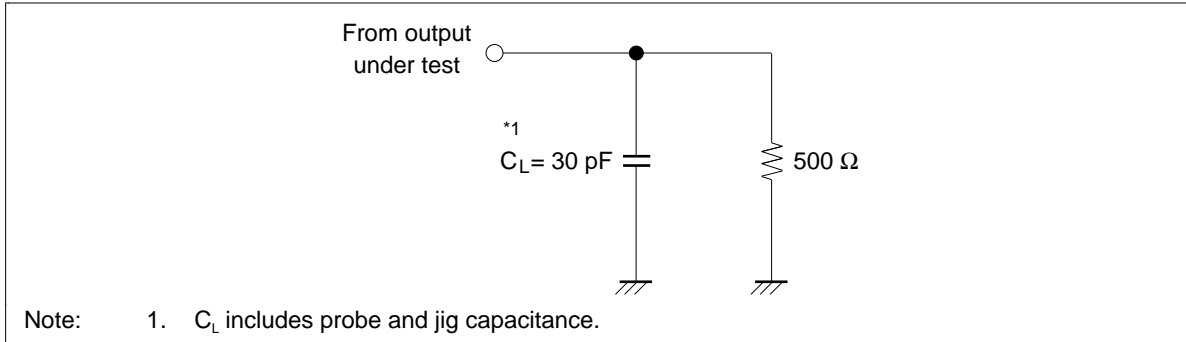 From output
under test
*1
CL= 30 pF
500 Ω
Note: 1. CL includes probe and jig capacitance.